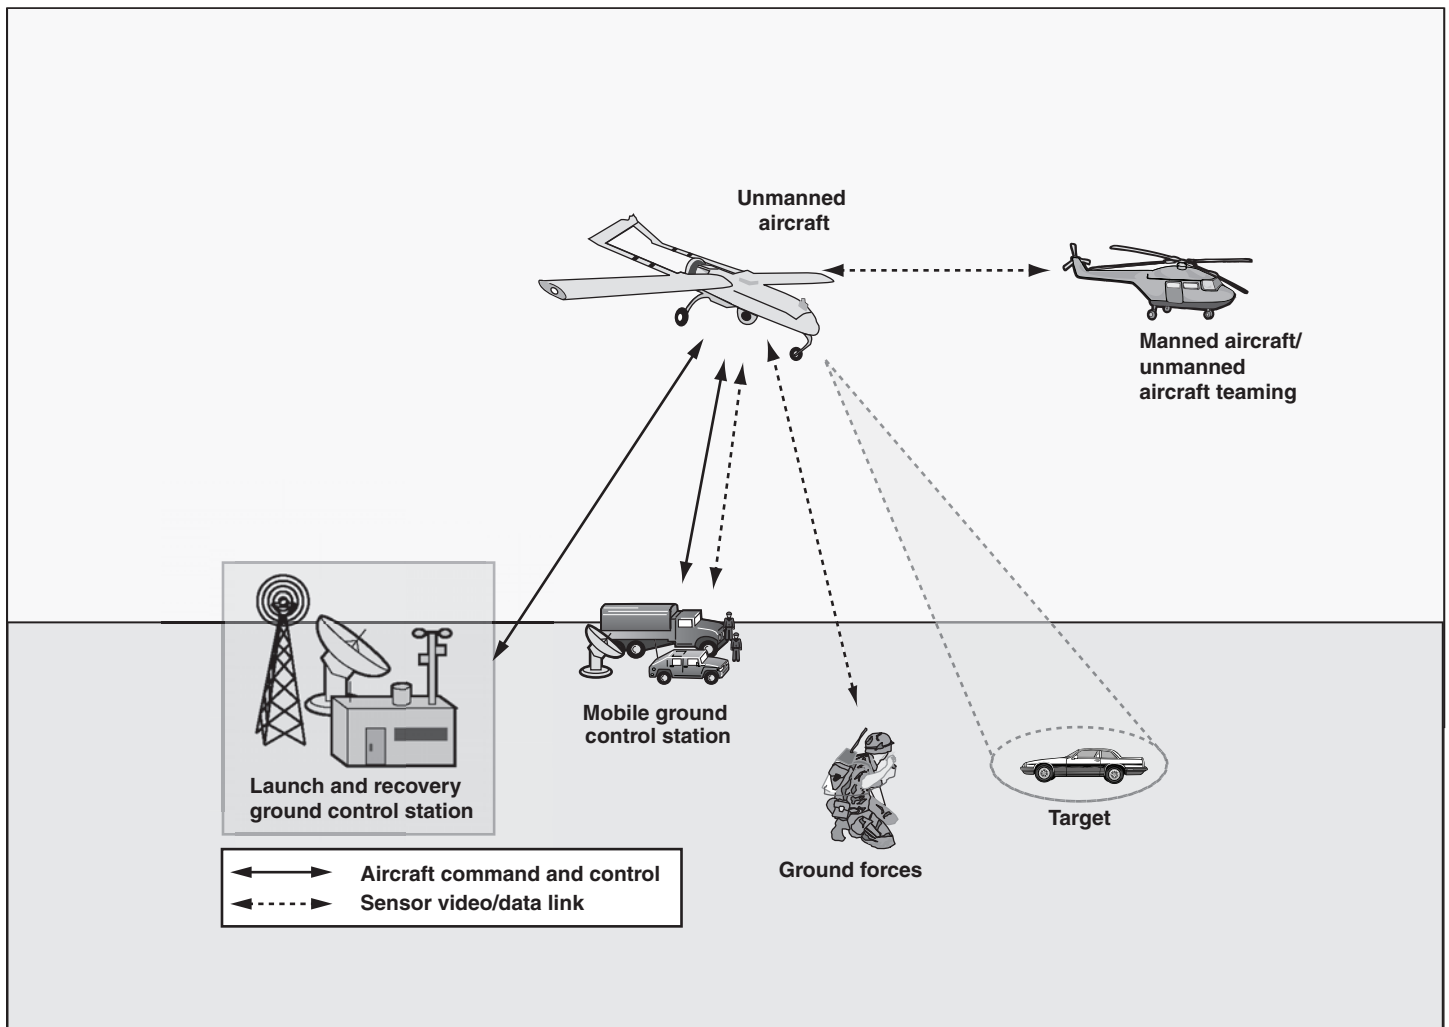 Unmanned
aircraft
Manned aircraft/
unmanned
aircraft teaming
Mobile ground
control station
Launch and recovery
ground control station
Target
Ground forces
Aircraft command and control
Sensor video/data link